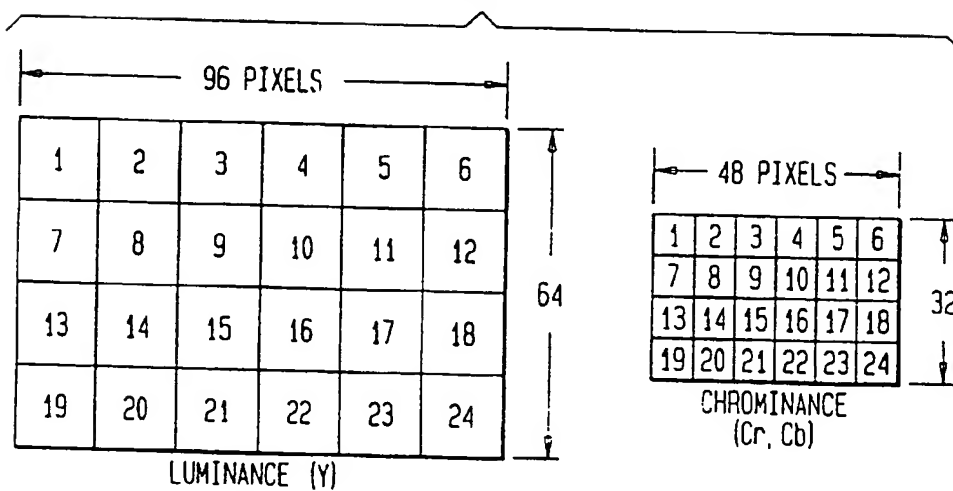 96 PIXELS
1 2 3 4 5 6
7 8 9 10 11 12
13 14 15 16 17 18
19 20 21 22 23 24
64
LUMINANCE (Y)
48 PIXELS
1 2 3 4 5 6
7 8 9 10 11 12
13 14 15 16 17 18
19 20 21 22 23 24
32
CHROMINANCE
(Cr, Cb)